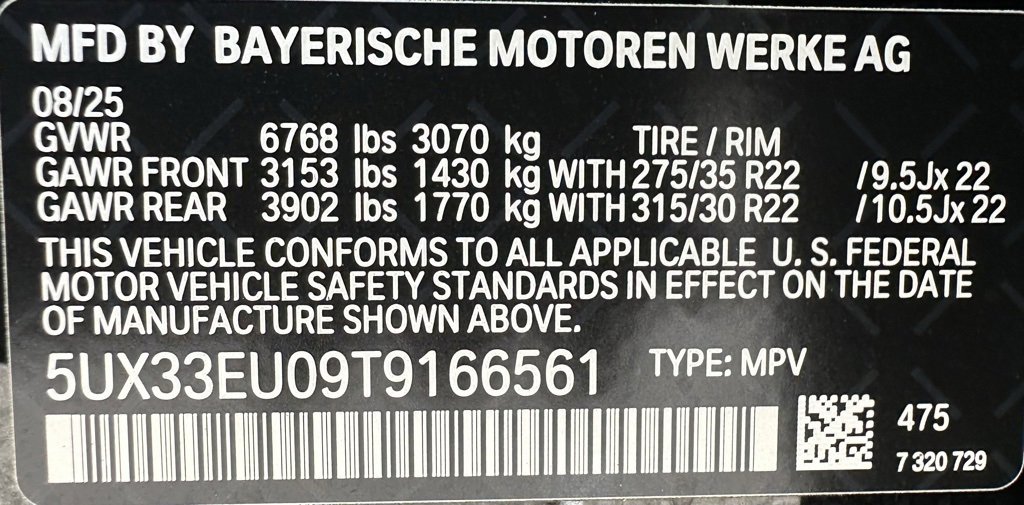 MFD BY BAYERISCHE MOTOREN WERKE AG
08/25
GVWR 6768 lbs 3070 kg TIRE / RIM
GAWR FRONT 3153 lbs 1430 kg WITH 275/35 R22 /9.5Jx 22
GAWR REAR 3902 lbs 1770 kg WITH 315/30 R22 /10.5Jx 22
THIS VEHICLE CONFORMS TO ALL APPLICABLE U. S. FEDERAL
MOTOR VEHICLE SAFETY STANDARDS IN EFFECT ON THE DATE
OF MANUFACTURE SHOWN ABOVE.
5UX33EU09T9166561 TYPE: MPV
475
7 320 729